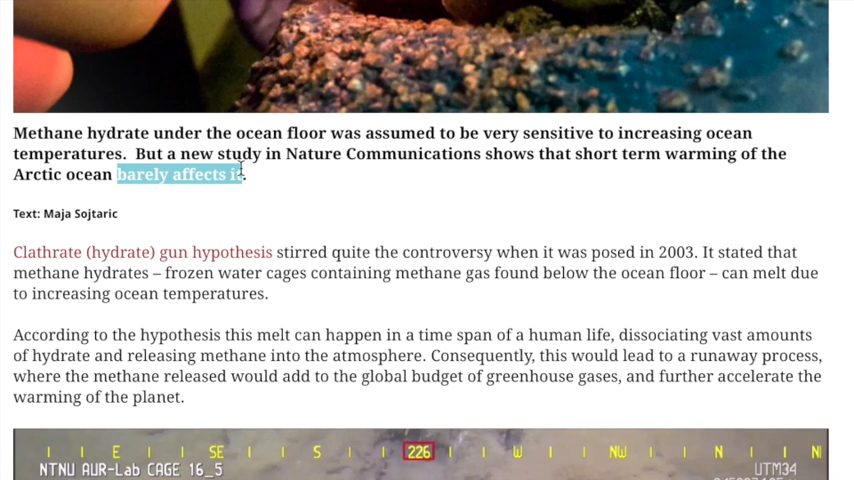 Methane hydrate under the ocean floor was assumed to be very sensitive to increasing ocean
temperatures.  But a new study in Nature Communications shows that short term warming of the
Arctic ocean barely affects it.
Text: Maja Sojtaric
Clathrate (hydrate) gun hypothesis stirred quite the controversy when it was posed in 2003. It stated that
methane hydrates – frozen water cages containing methane gas found below the ocean floor – can melt due
to increasing ocean temperatures.
According to the hypothesis this melt can happen in a time span of a human life, dissociating vast amounts
of hydrate and releasing methane into the atmosphere. Consequently, this would lead to a runaway process,
where the methane released would add to the global budget of greenhouse gases, and further accelerate the
warming of the planet.
E SE S 226 W NW N N
NTNU AUR-Lab CAGE 16_5 UTM34